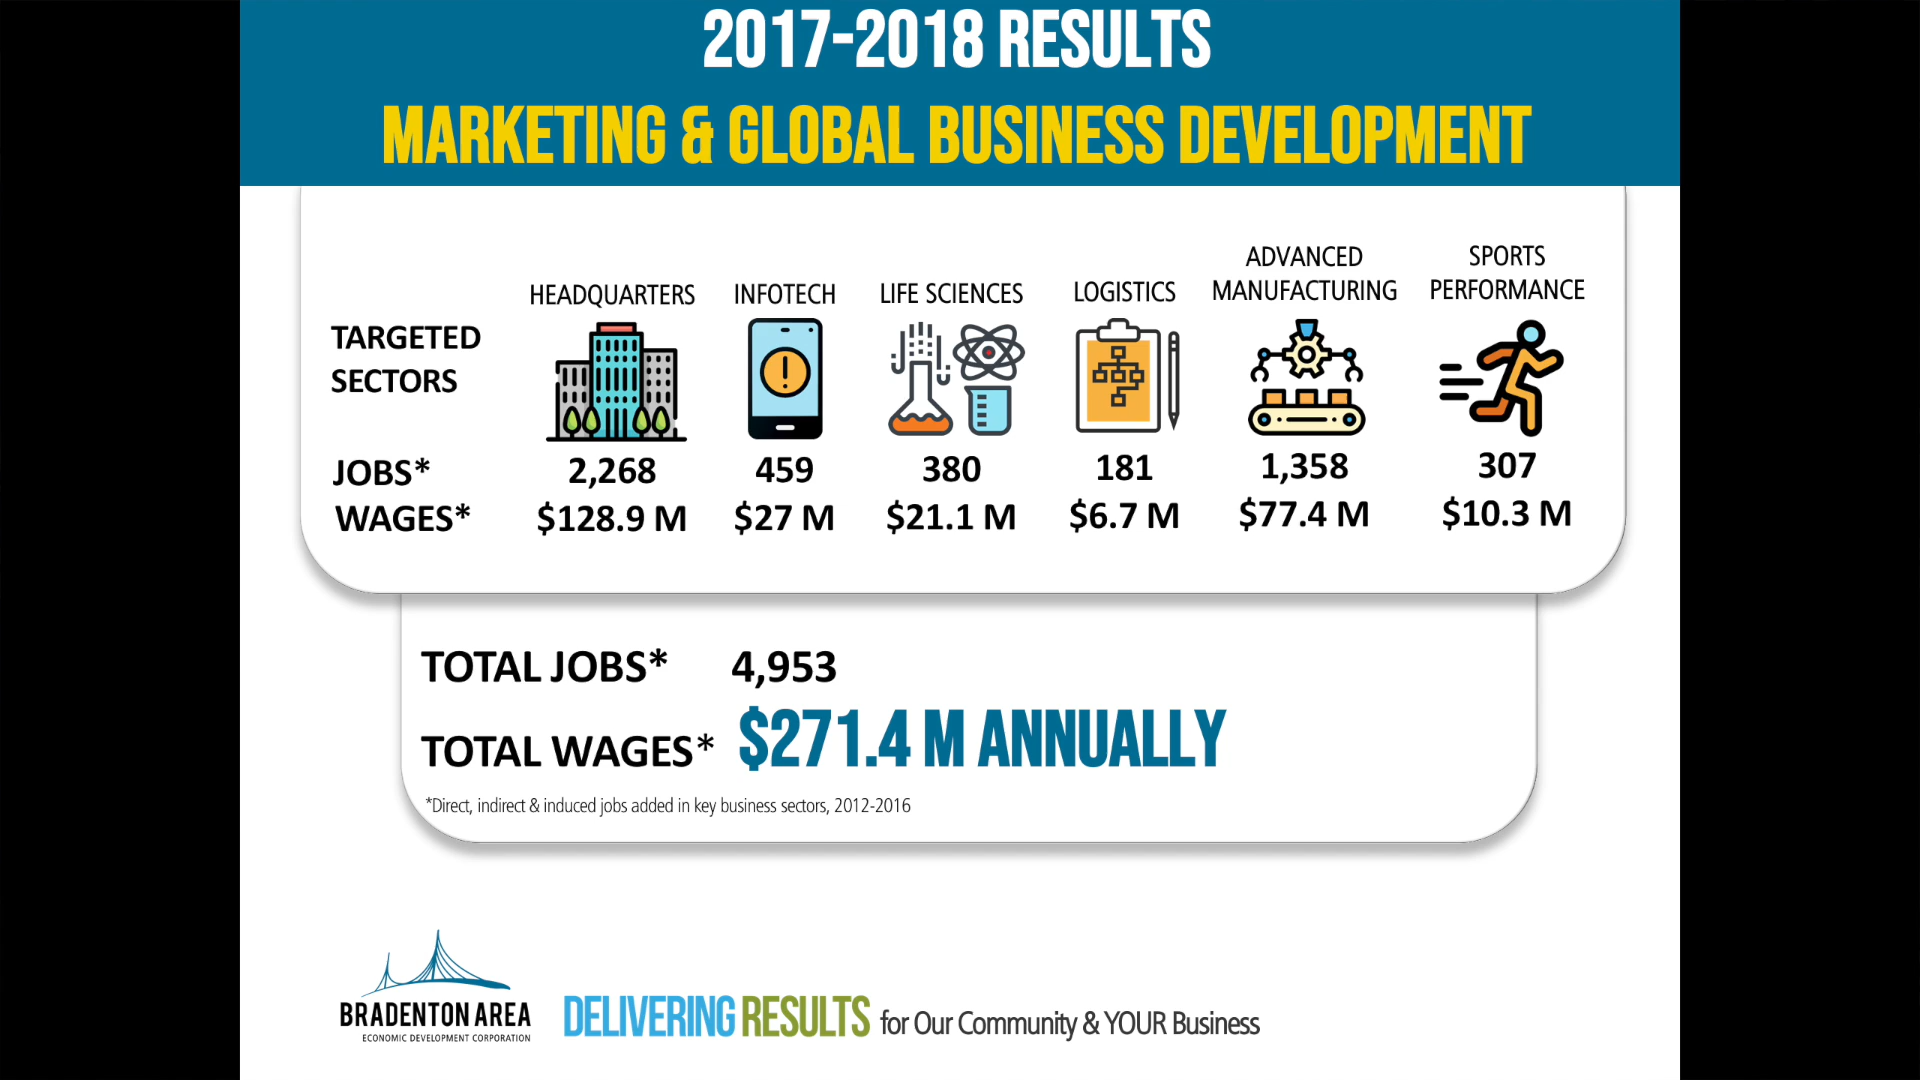 2017-2018 RESULTS
MARKETING & GLOBAL BUSINESS DEVELOPMENT
TARGETED
SECTORS
HEADQUARTERS
INFOTECH
LIFE SCIENCES
LOGISTICS
ADVANCED
MANUFACTURING
SPORTS
PERFORMANCE
JOBS* 2,268 459 380 181 1,358 307
WAGES* $128.9 M $27 M $21.1 M $6.7 M $77.4 M $10.3 M
TOTAL JOBS* 4,953
TOTAL WAGES* $271.4 M ANNUALLY
*Direct, indirect & induced jobs added in key business sectors, 2012-2016
BRADENTON AREA
ECONOMIC DEVELOPMENT CORPORATION
DELIVERING RESULTS for Our Community & YOUR Business